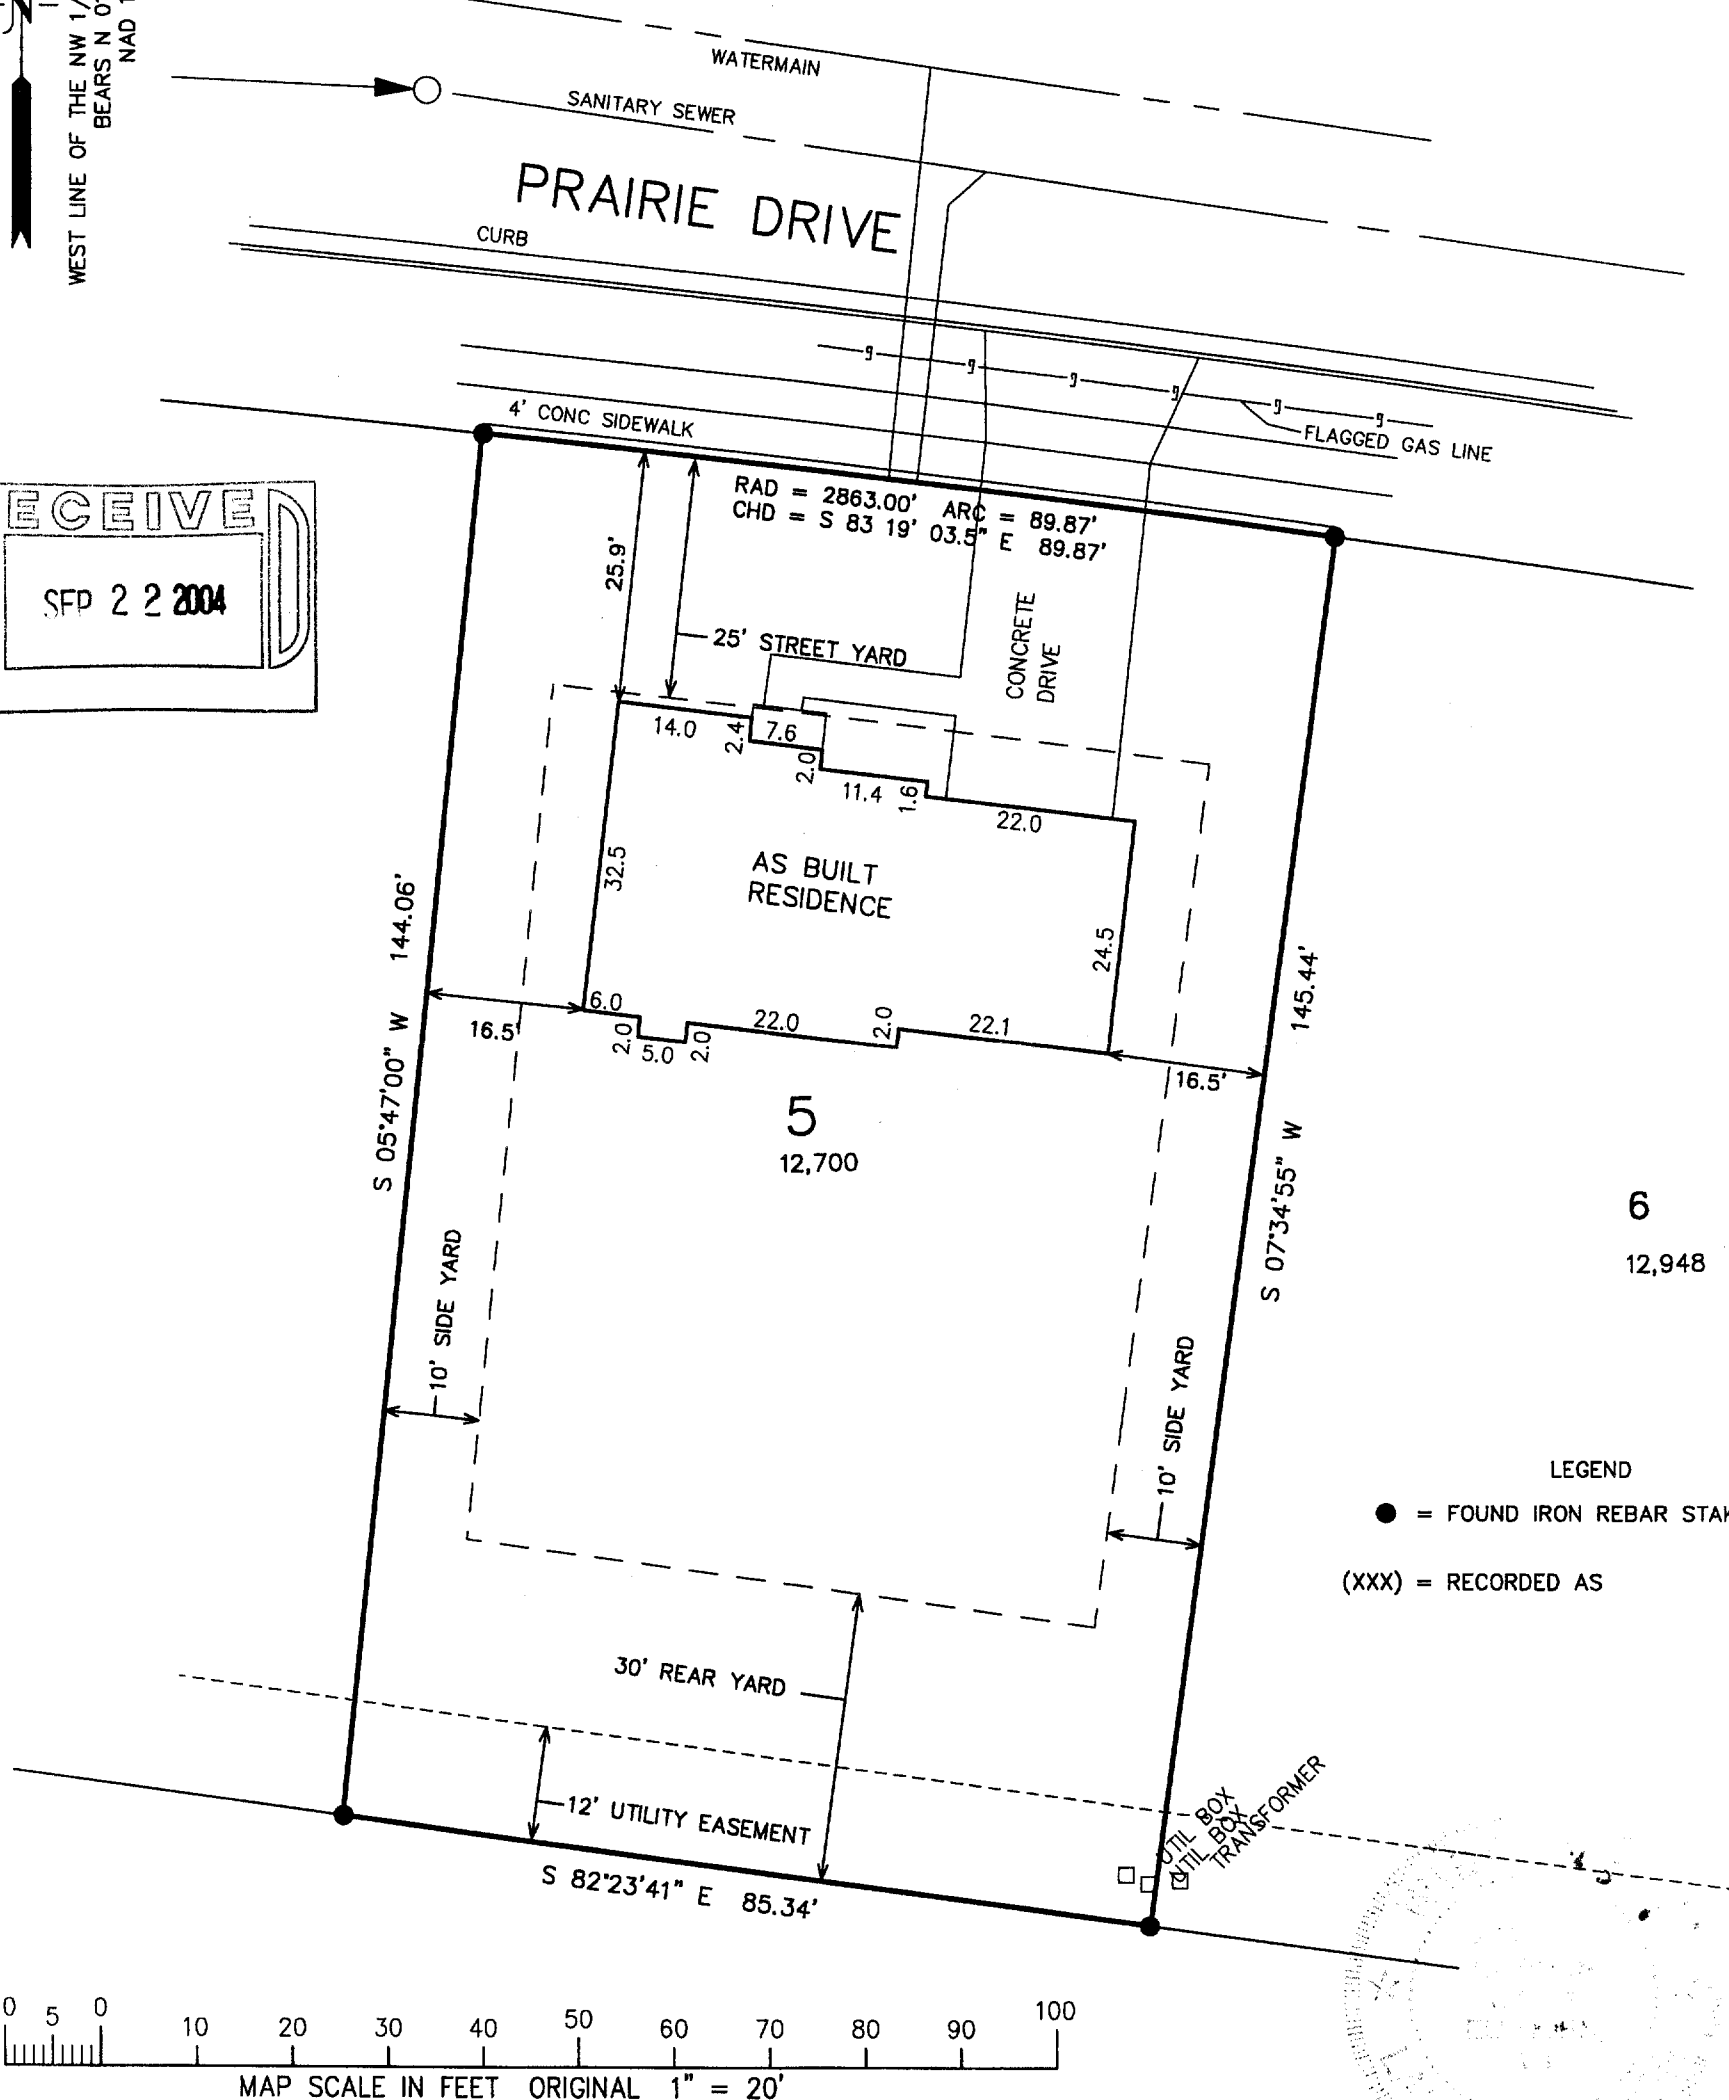 N
WEST LINE OF THE NW 1/
BEARS N 0
NAD
WATERMAIN
SANITARY SEWER
PRAIRIE DRIVE
CURB
4' CONC SIDEWALK
FLAGGED GAS LINE
g g g g g g
ECEIVE D
SEP 2 2 2004
RAD = 2863.00' ARC = 89.87'
CHD = S 83 19' 03.5" E 89.87'
25.9'
25' STREET YARD
CONCRETE
DRIVE
14.0
2.4
7.6
2.0
11.4
1.6
22.0
32.5
AS BUILT
RESIDENCE
24.5
144.06'
S 05°47'00" W
145.44'
S 07°34'55" W
16.5'
6.0
2.0
5.0
2.0
22.0
2.0
22.1
16.5'
5
12,700
6
12,948
10' SIDE YARD
10' SIDE YARD
LEGEND
= FOUND IRON REBAR STAK
(XXX) = RECORDED AS
30' REAR YARD
12' UTILITY EASEMENT
UTIL BOX
UTIL BOX
TRANSFORMER
S 82°23'41" E 85.34'
0 5 0 10 20 30 40 50 60 70 80 90 100
MAP SCALE IN FEET ORIGINAL 1" = 20'